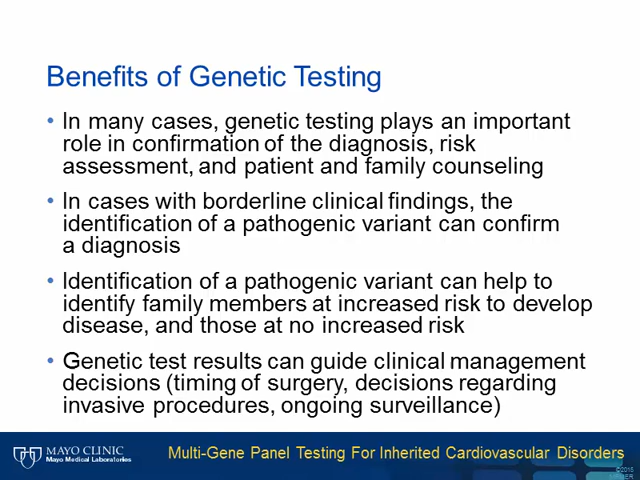 Benefits of Genetic Testing
• In many cases, genetic testing plays an important
role in confirmation of the diagnosis, risk
assessment, and patient and family counseling
• In cases with borderline clinical findings, the
identification of a pathogenic variant can confirm
a diagnosis
• Identification of a pathogenic variant can help to
identify family members at increased risk to develop
disease, and those at no increased risk
• Genetic test results can guide clinical management
decisions (timing of surgery, decisions regarding
invasive procedures, ongoing surveillance)
MAYO CLINIC
Mayo Medical Laboratories
Multi-Gene Panel Testing For Inherited Cardiovascular Disorders